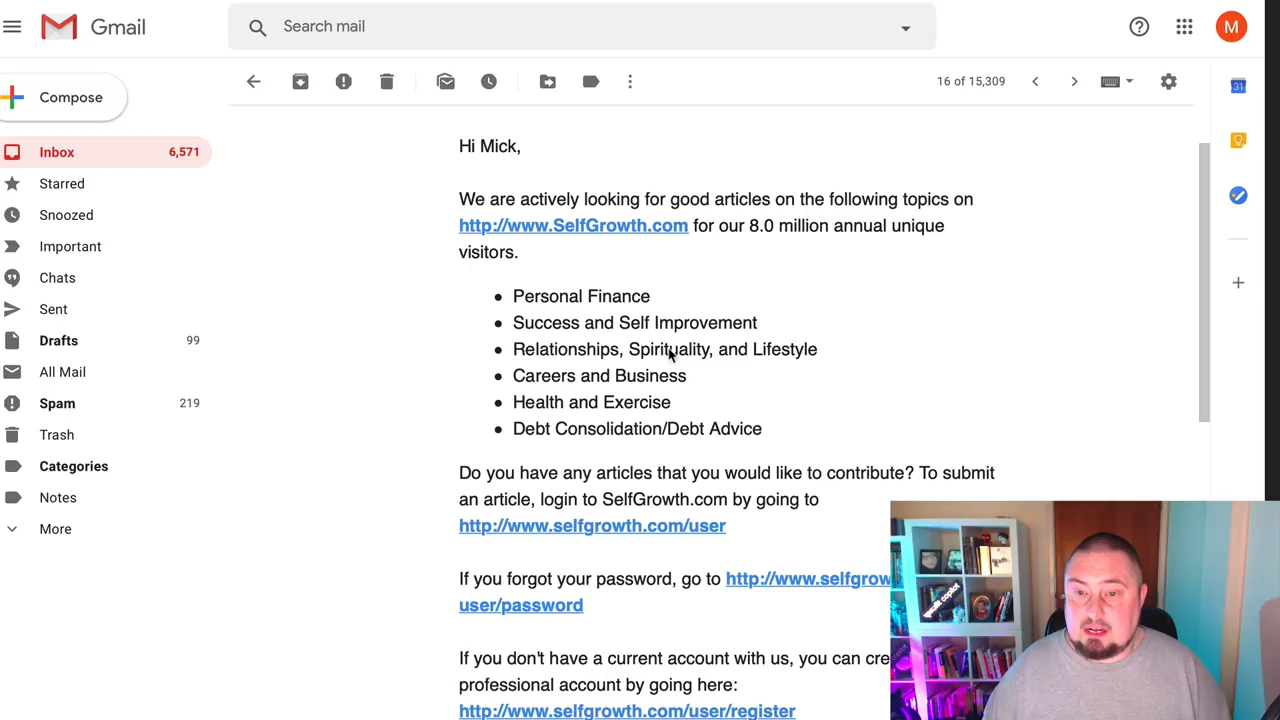 Gmail
Search mail
M
Compose
16 of 15,309
31
Inbox 6,571
Starred
Snoozed
Important
Chats
Sent
Drafts 99
All Mail
Spam 219
Trash
Categories
Notes
More
Hi Mick,
We are actively looking for good articles on the following topics on
http://www.SelfGrowth.com for our 8.0 million annual unique
visitors.
● Personal Finance
● Success and Self Improvement
● Relationships, Spirituality, and Lifestyle
● Careers and Business
● Health and Exercise
● Debt Consolidation/Debt Advice
Do you have any articles that you would like to contribute? To submit
an article, login to SelfGrowth.com by going to
http://www.selfgrowth.com/user
If you forgot your password, go to http://www.selfgrow
user/password
If you don't have a current account with us, you can cre
professional account by going here:
http://www.selfgrowth.com/user/register